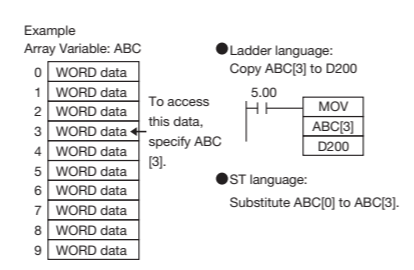 Example
Array Variable: ABC
0 WORD data
1 WORD data
2 WORD data
3 WORD data
4 WORD data
5 WORD data
6 WORD data
7 WORD data
8 WORD data
9 WORD data
To access
this data,
specify ABC
[3].
●Ladder language:
Copy ABC[3] to D200
5.00
MOV
ABC[3]
D200
●ST language:
Substitute ABC[0] to ABC[3].